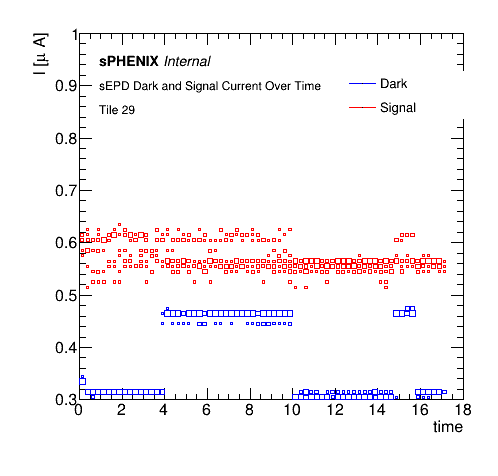 I [μ A]
1
sPHENIX Internal
sEPD Dark and Signal Current Over Time
Dark
Tile 29
Signal
0.9
0.8
0.7
0.6
0.5
0.4
0.3
0 2 4 6 8 10 12 14 16 18
time